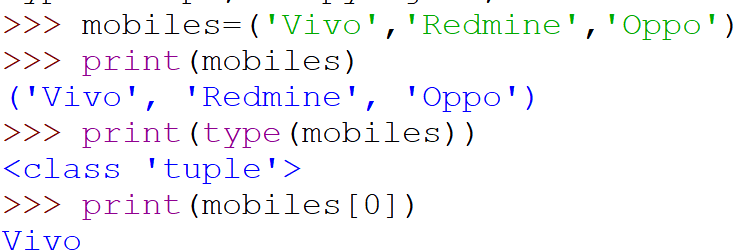 >>> mobiles=('Vivo','Redmine','Oppo')
>>> print(mobiles)
('Vivo', 'Redmine', 'Oppo')
>>> print(type(mobiles))
<class 'tuple'>
>>> print(mobiles[0])
Vivo